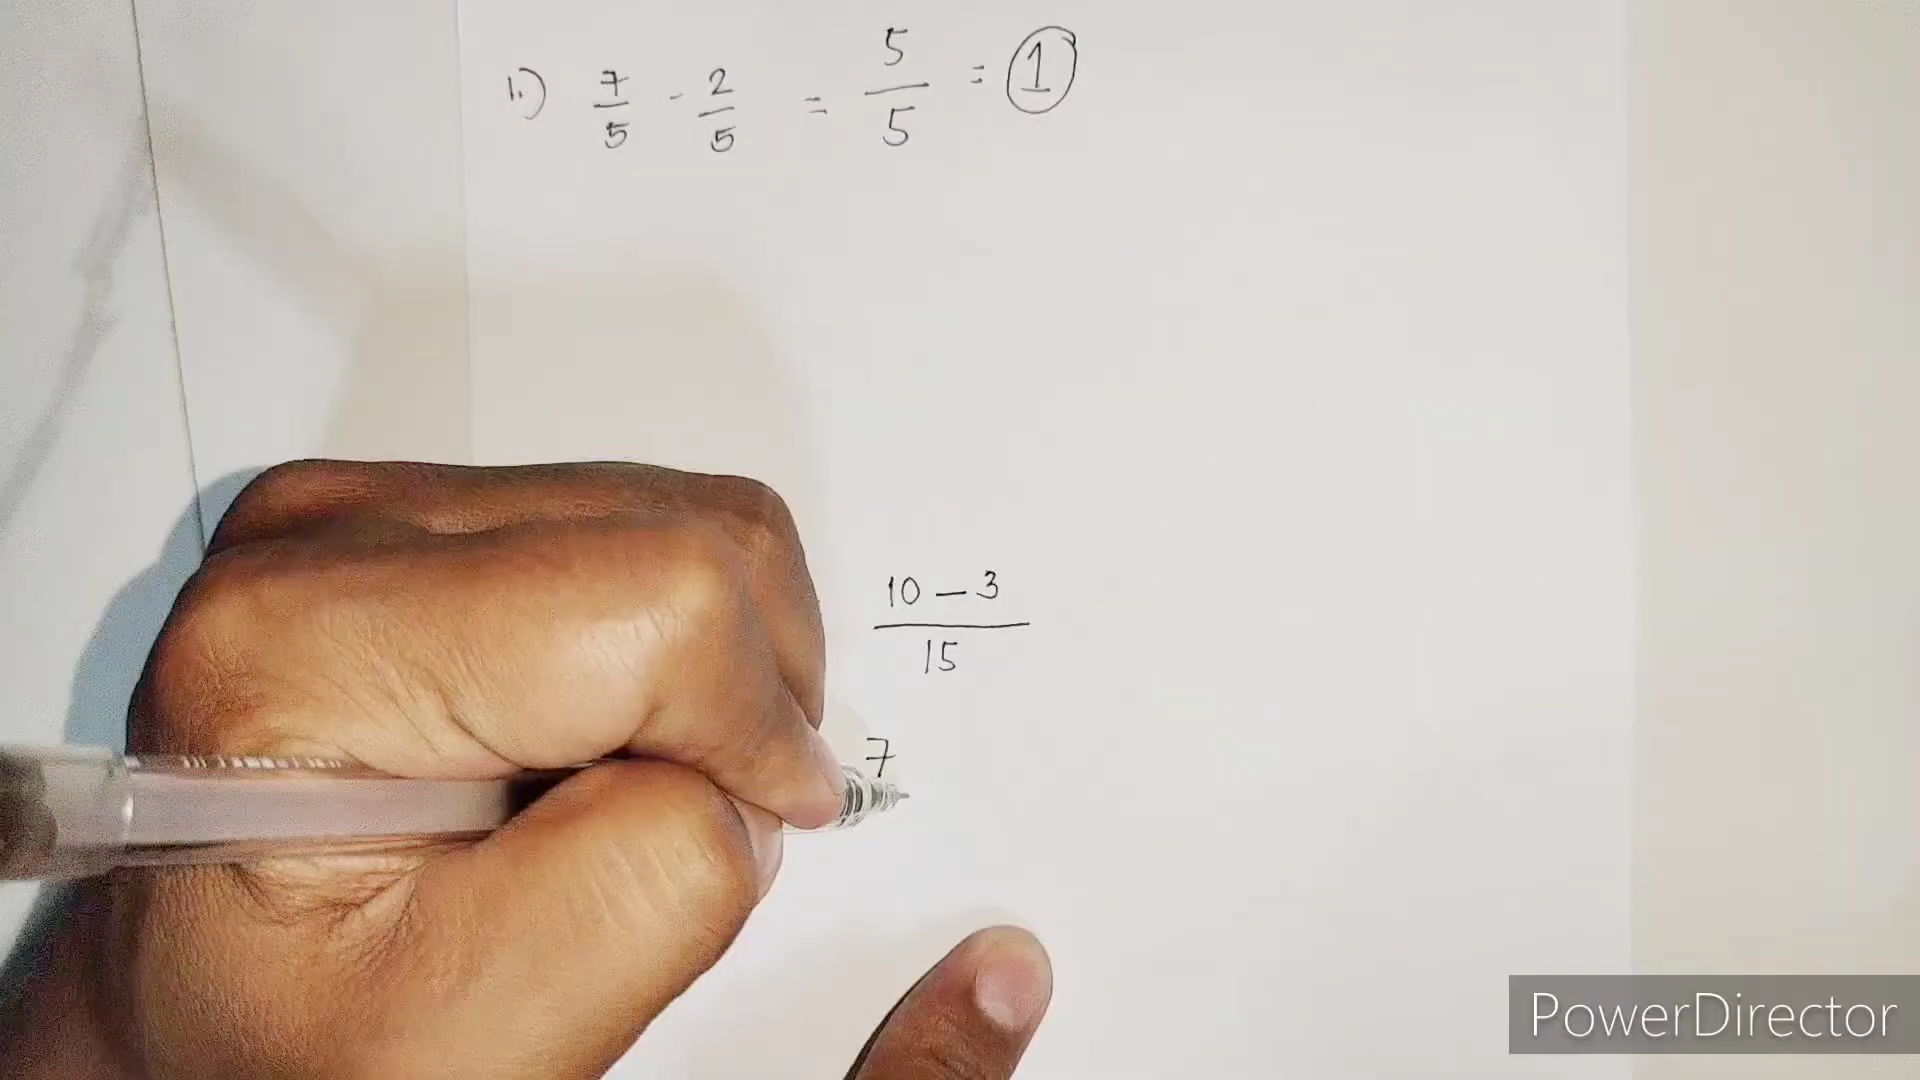 1.) 7/5 - 2/5 = 5/5 = 1
10 - 3
15
7
PowerDirector